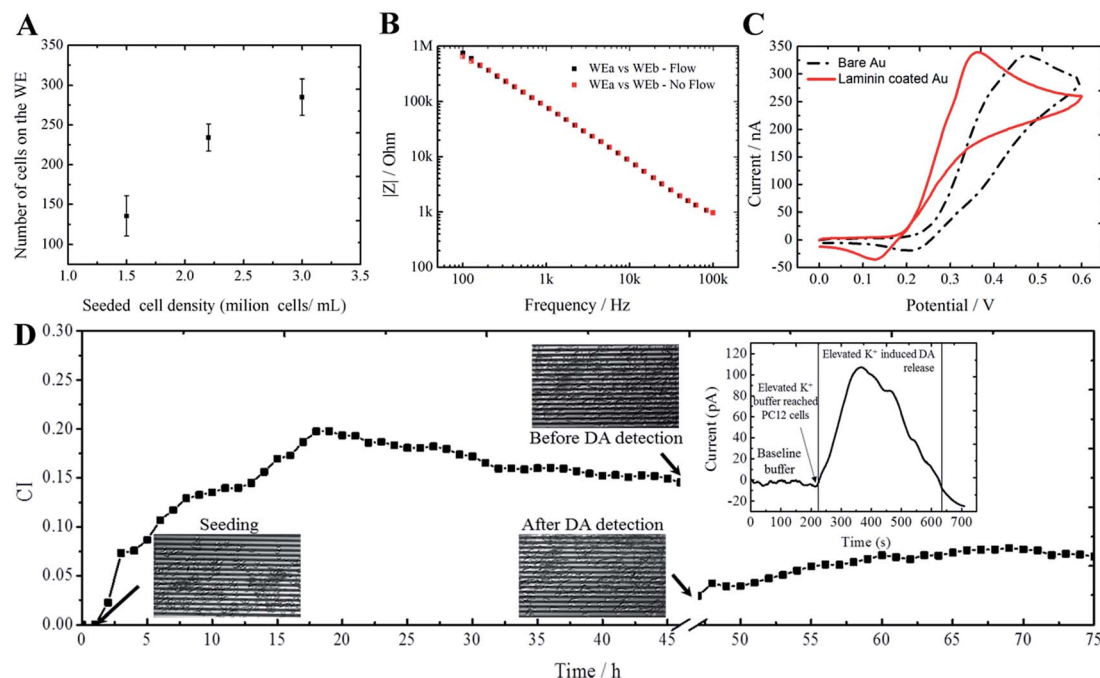 A
350
300
250
200
150
100
1.0 1.5 2.0 2.5 3.0 3.5
Number of cells on the WE
Seeded cell density (milion cells/ mL)
B
1M
100k
10k
1k
100
100 1k 10k 100k
|Z| / Ohm
Frequency / Hz
WEa vs WEb - Flow
WEa vs WEb - No Flow
C
350
300
250
200
150
100
50
0
-50
0.0 0.1 0.2 0.3 0.4 0.5 0.6
Current / nA
Potential / V
Bare Au
Laminin coated Au
D
0.30
0.25
0.20
0.15
0.10
0.05
0.00
0 5 10 15 20 25 30 35 40 45 50 55 60 65 70 75
CI
Time / h
Seeding
Before DA detection
After DA detection
120
100
80
60
40
20
0
-20
0 100 200 300 400 500 600 700 800
Current (pA)
Time (s)
Elevated K+ induced DA
release
Elevated K+
buffer reached
PC12 cells
Baseline
buffer